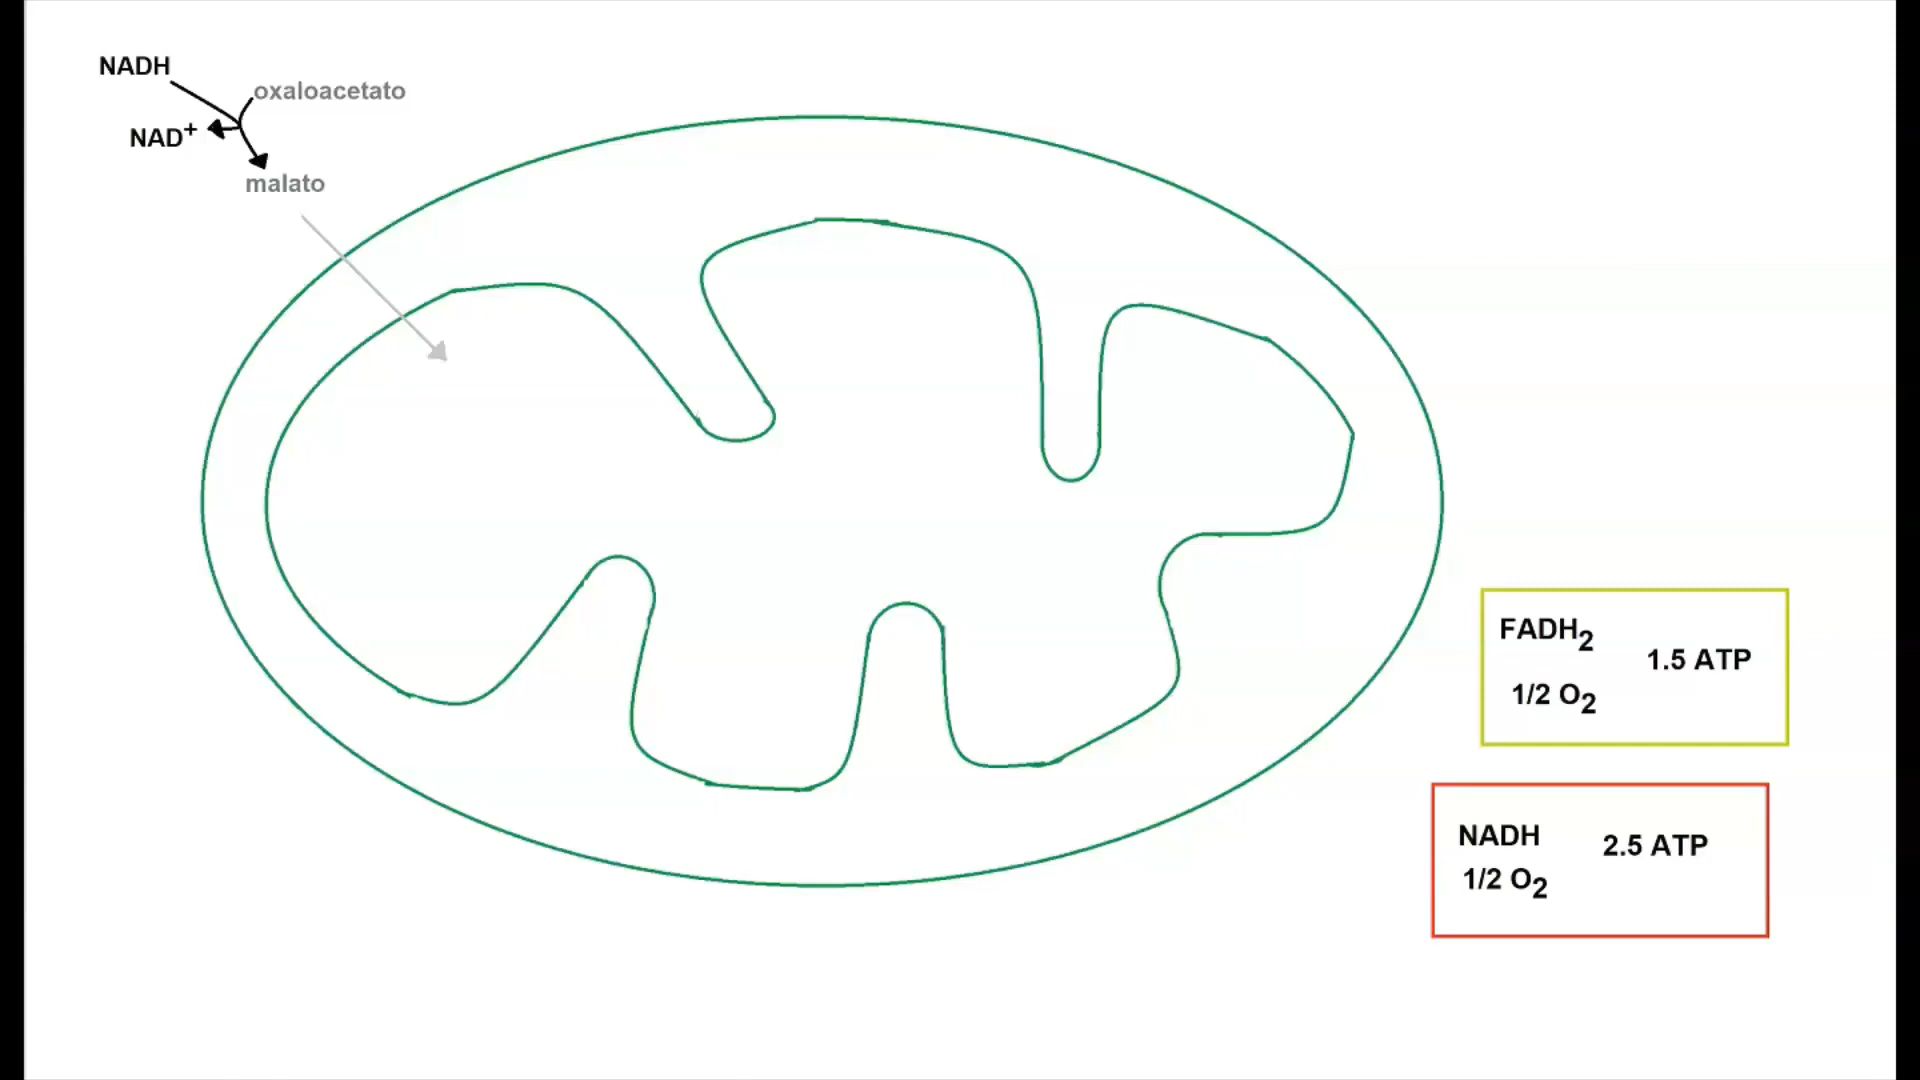 NADH
oxaloacetato
NAD+
malato
FADH2
1.5 ATP
1/2 O2
NADH
2.5 ATP
1/2 O2